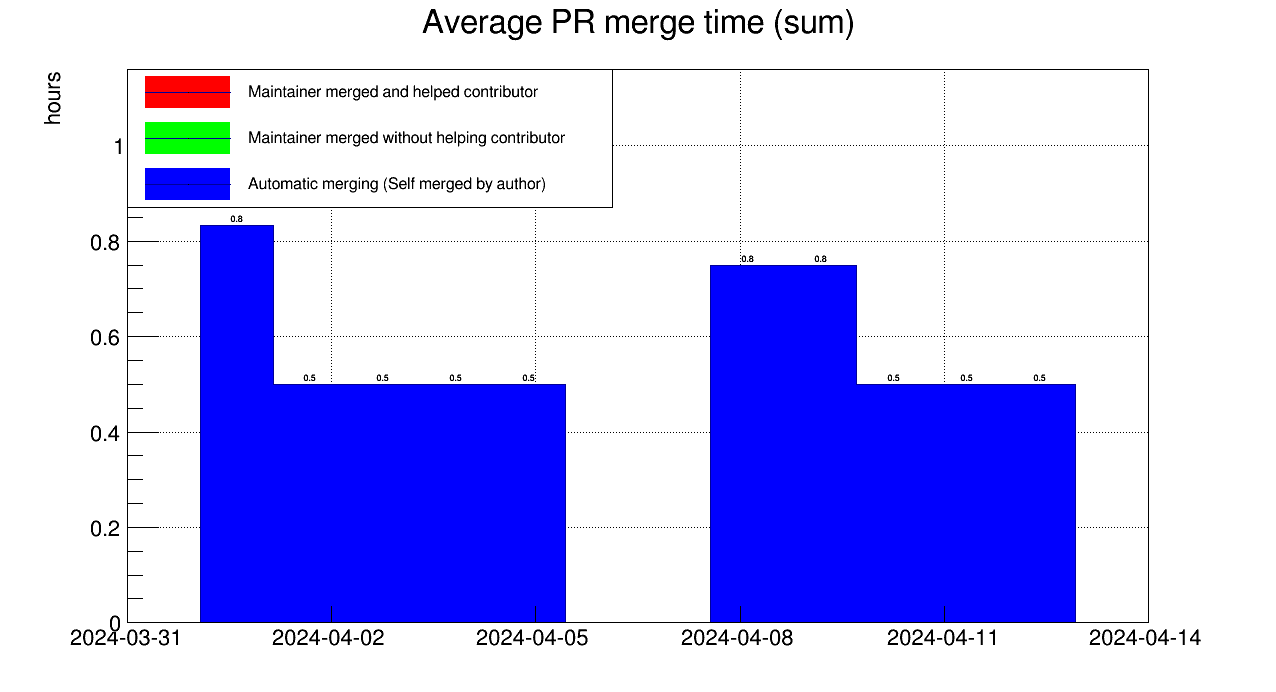 Average PR merge time (sum)
hours
Maintainer merged and helped contributor
Maintainer merged without helping contributor
Automatic merging (Self merged by author)
1
0.8
0.6
0.4
0.2
0
0.8
0.5 0.5 0.5 0.5
0.8 0.8
0.5 0.5 0.5
2024-03-31 2024-04-02 2024-04-05 2024-04-08 2024-04-11 2024-04-14